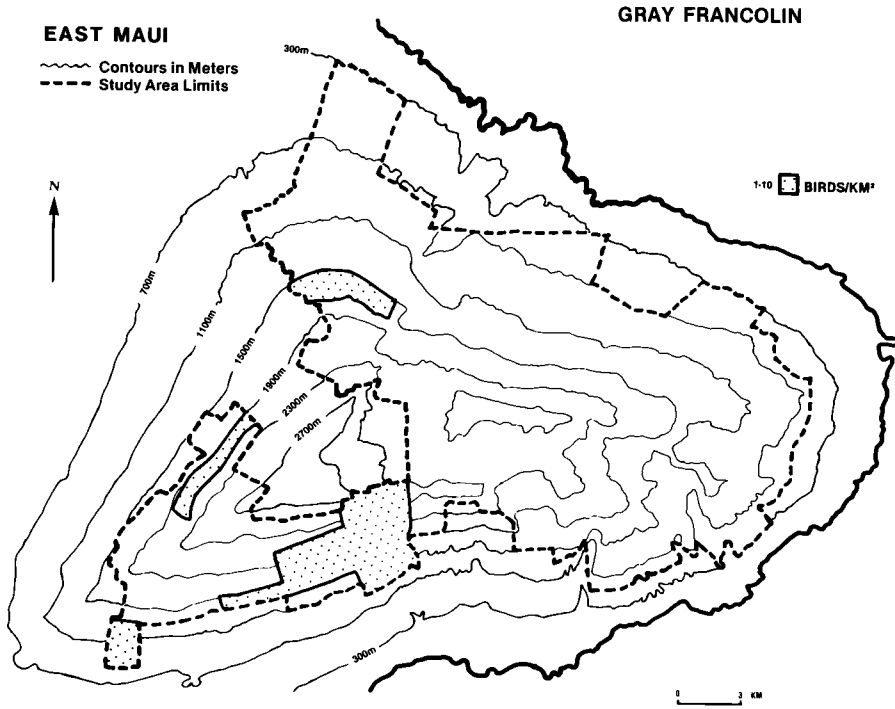 GRAY FRANCOLIN
EAST MAUI
Contours in Meters
Study Area Limits
300m
N
1-10 BIRDS/KM²
700m
1100m
1500m
1900m
2300m
2700m
300m
0 3 KM